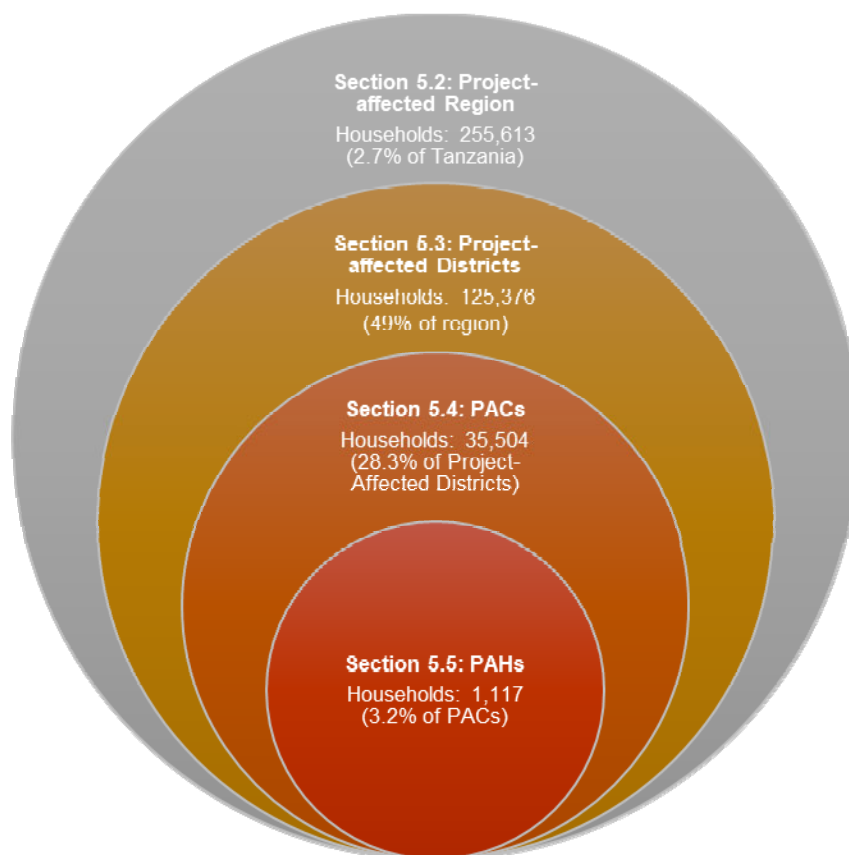 Section 5.2: Project-
affected Region
Households: 255,613
(2.7% of Tanzania)
Section 5.3: Project-
affected Districts
Households: 125,376
(49% of region)
Section 5.4: PACs
Households: 35,504
(28.3% of Project-
Affected Districts)
Section 5.5: PAHs
Households: 1,117
(3.2% of PACs)